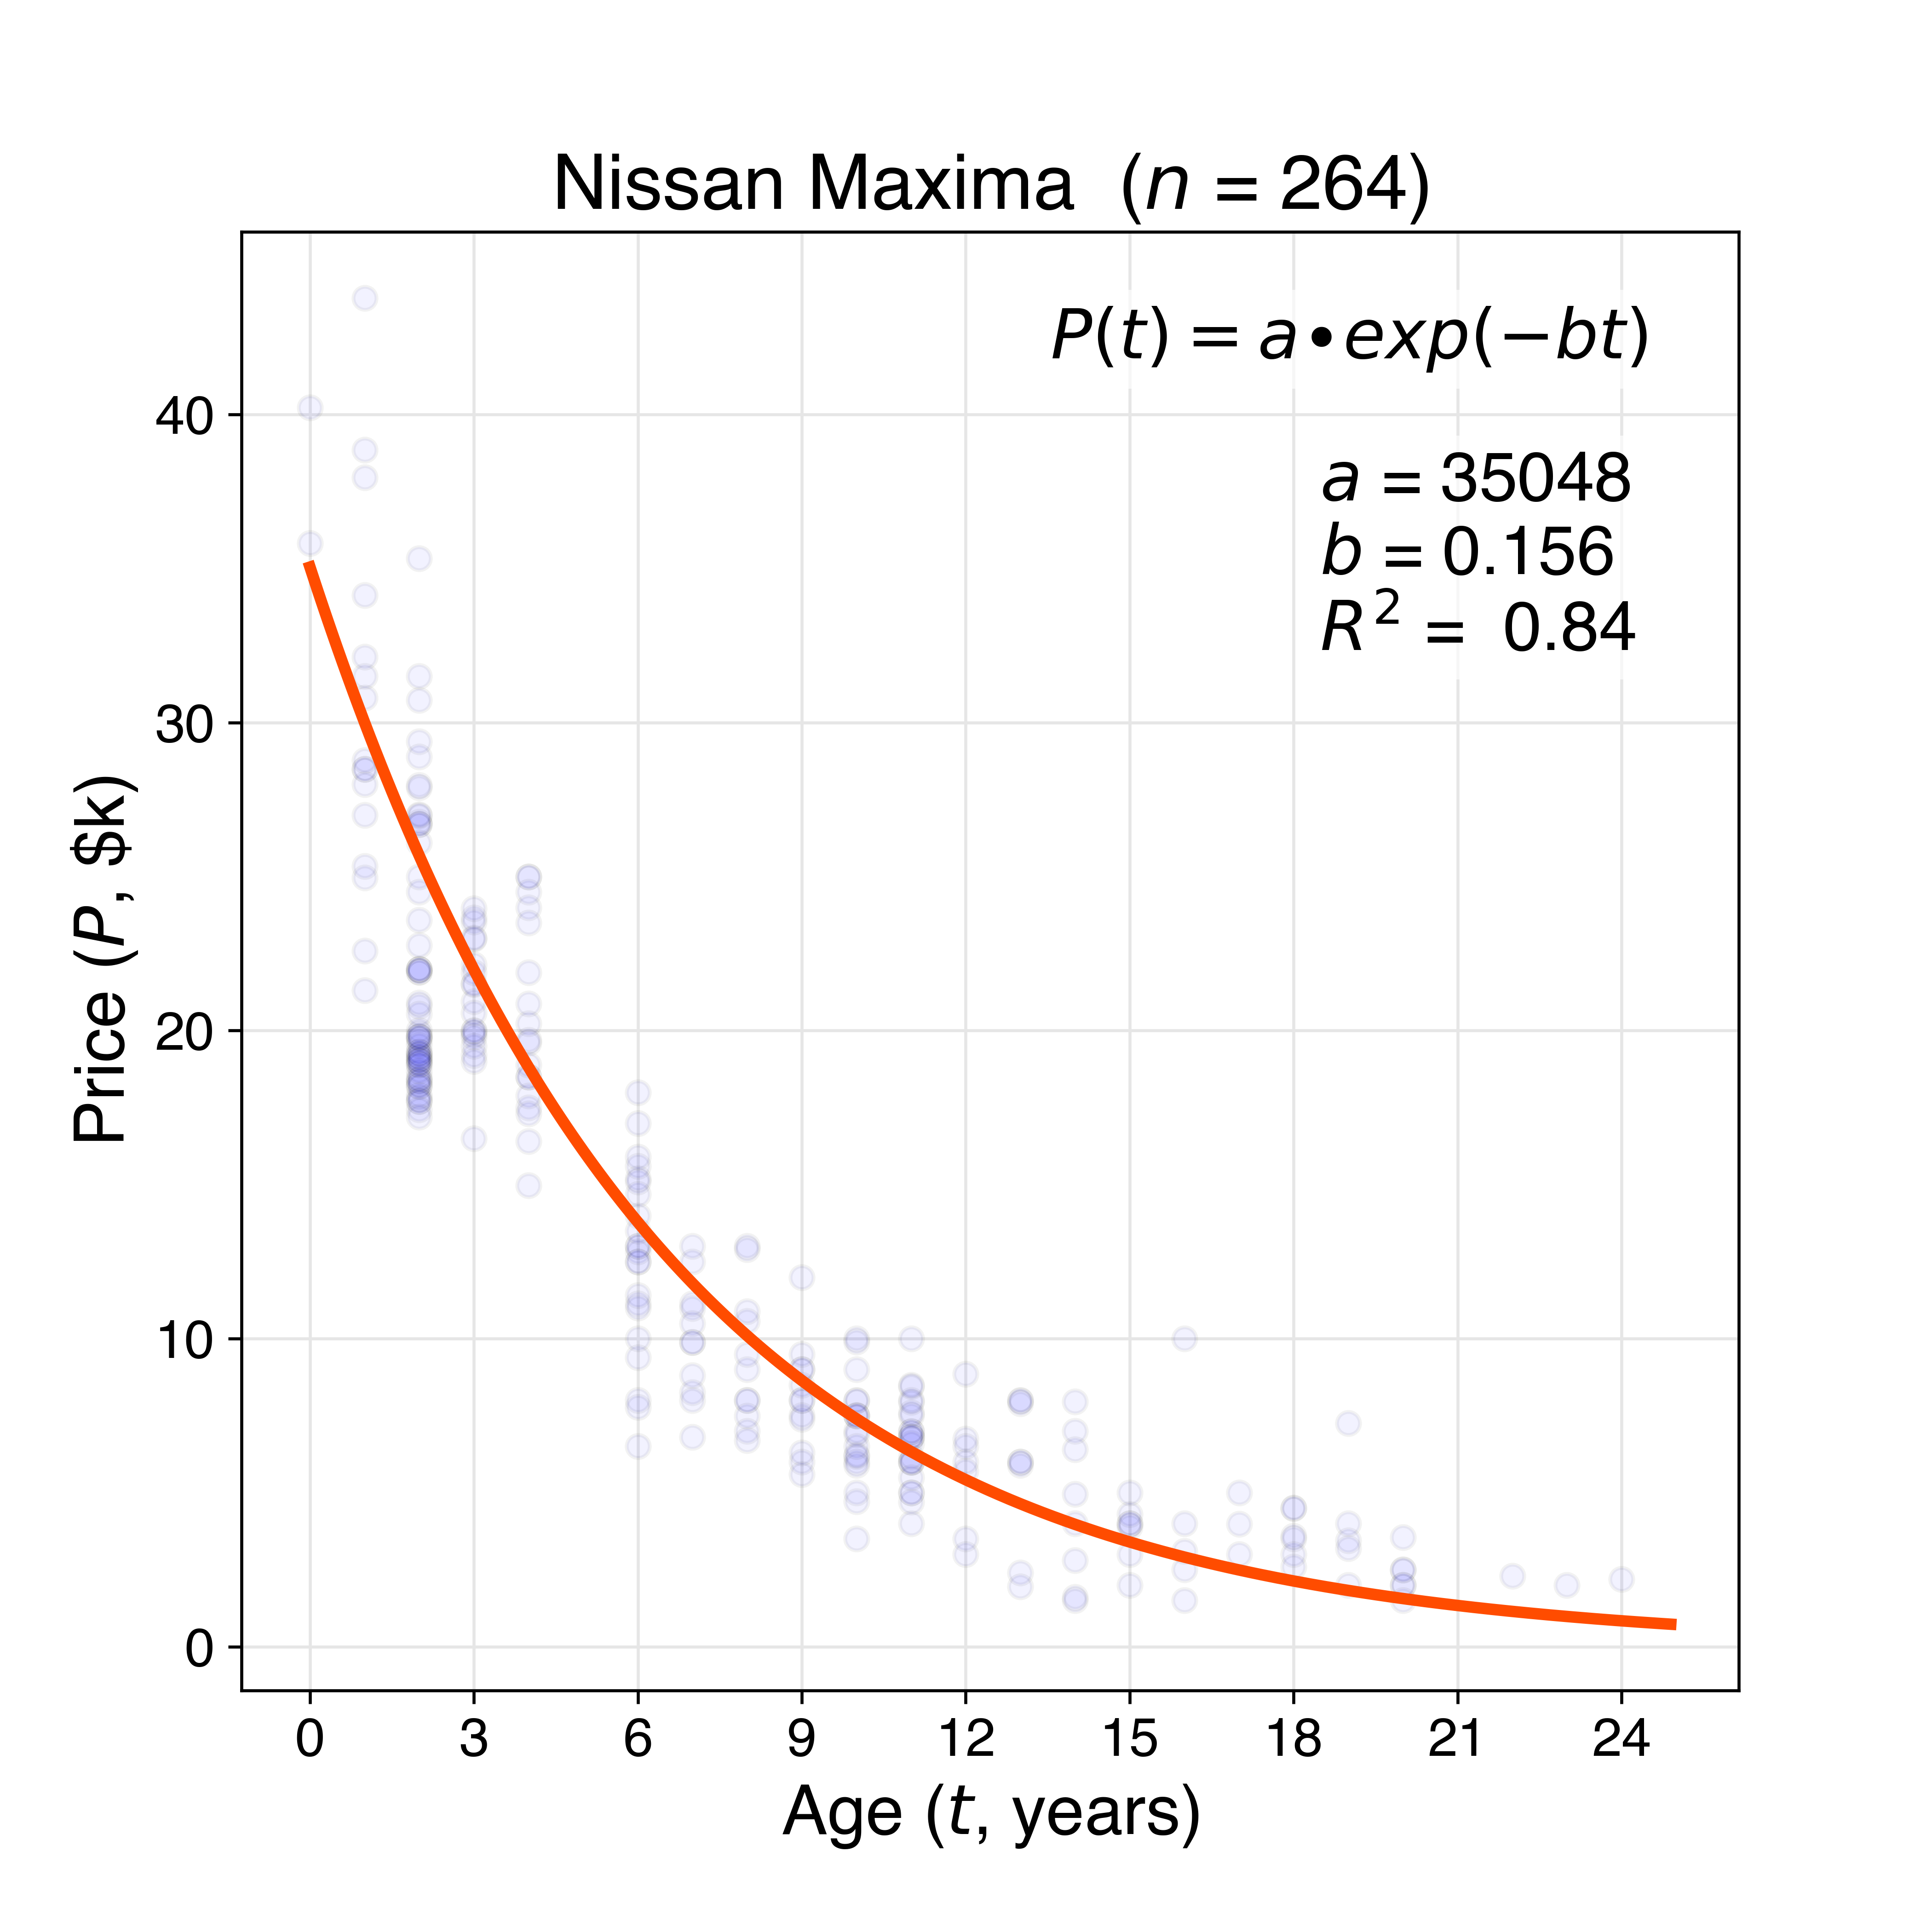 Nissan Maxima (n = 264)
P(t) = a•exp(−bt)
a = 35048
b = 0.156
R² = 0.84
Price (P, $k)
40
30
20
10
0
0 3 6 9 12 15 18 21 24
Age (t, years)